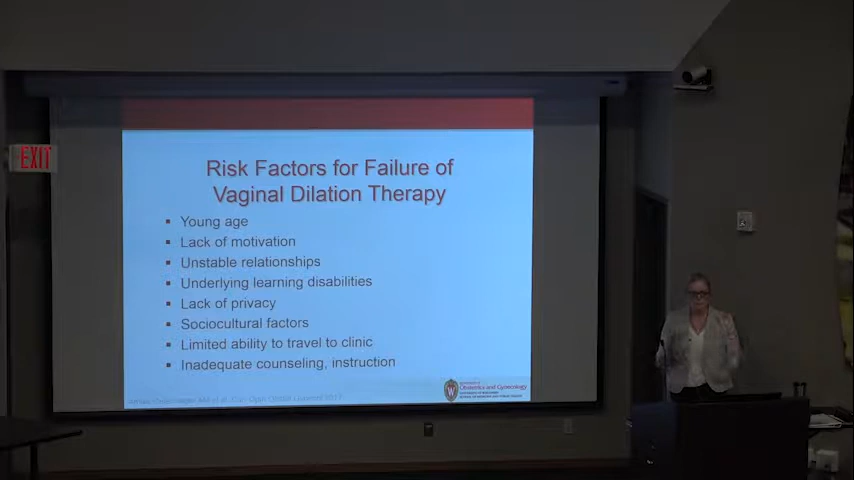 EXIT
Risk Factors for Failure of
Vaginal Dilation Therapy
▪ Young age
▪ Lack of motivation
▪ Unstable relationships
▪ Underlying learning disabilities
▪ Lack of privacy
▪ Sociocultural factors
▪ Limited ability to travel to clinic
▪ Inadequate counseling, instruction
Obstetrics and Gynecology